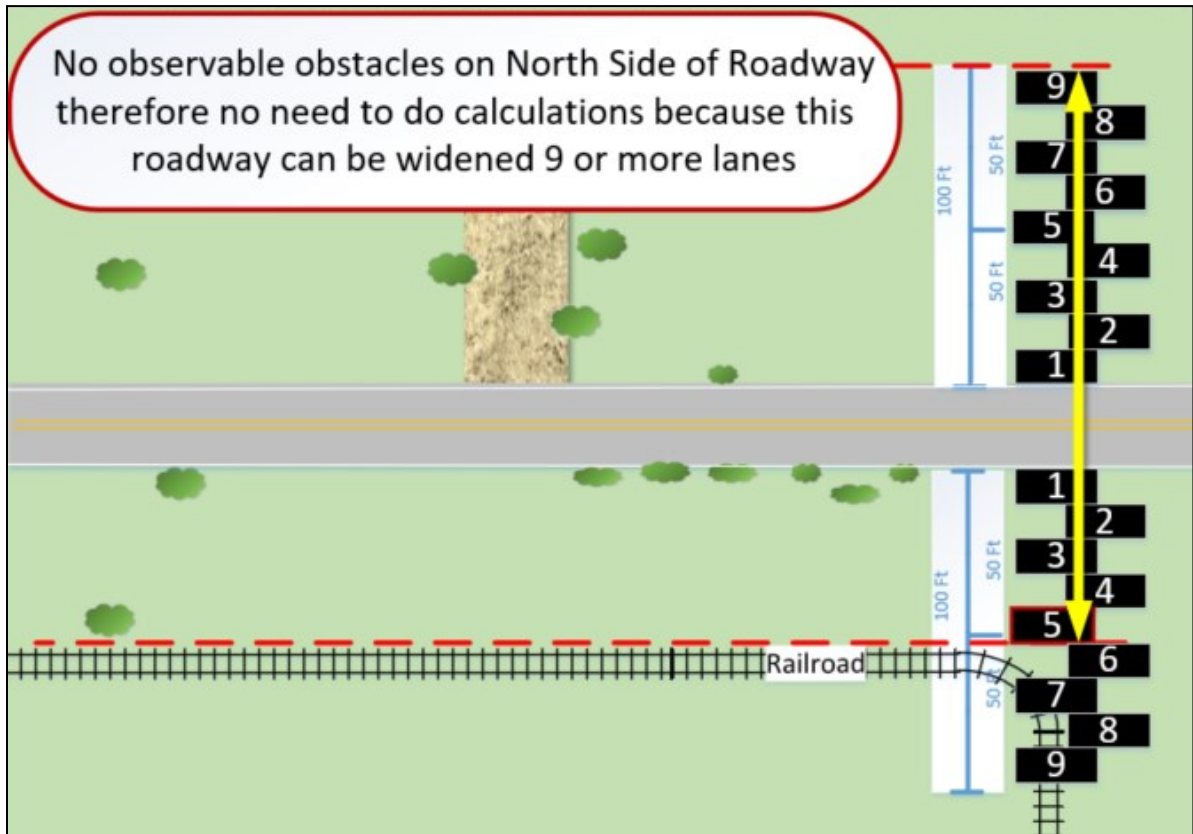 No observable obstacles on North Side of Roadway
therefore no need to do calculations because this
roadway can be widened 9 or more lanes
100 Ft
50 Ft
50 Ft
9
8
7
6
5
4
3
2
1
100 Ft
50 Ft
50 Ft
1
2
3
4
5
6
7
8
9
Railroad